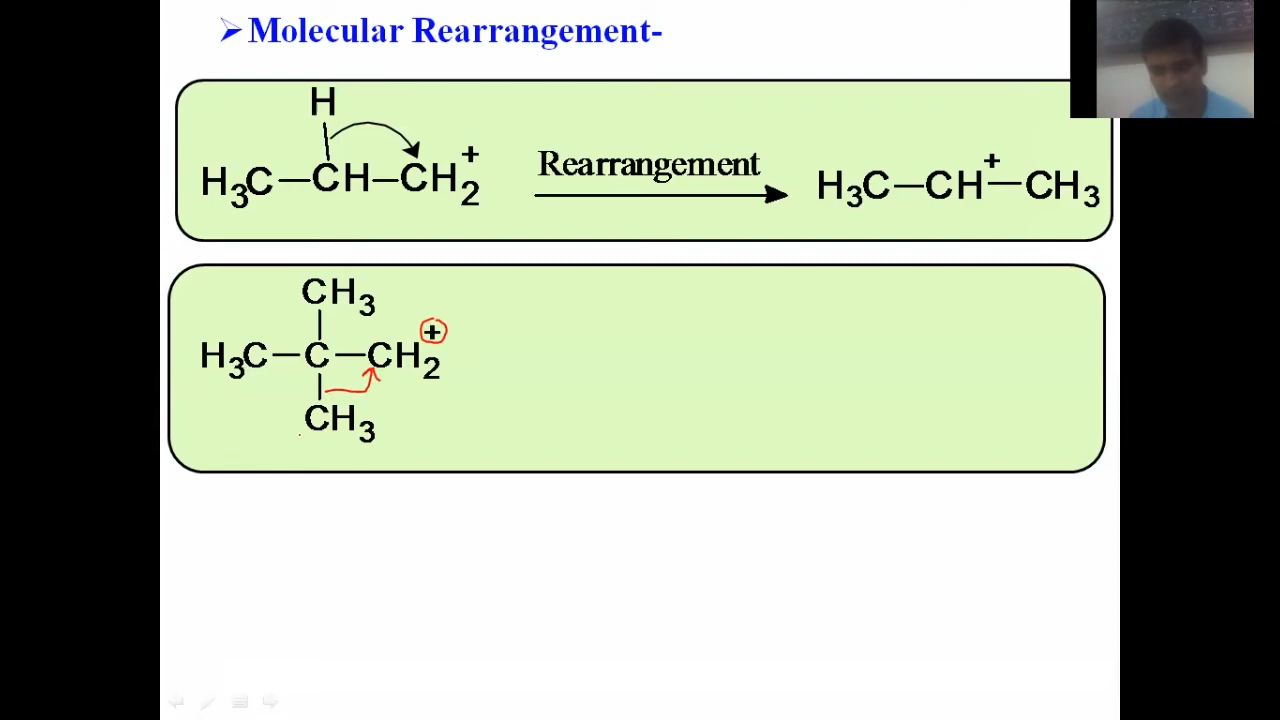 Molecular Rearrangement-
H
H3C—CH—CH2+
Rearrangement
H3C—CH+—CH3
CH3
H3C—C—CH2+
CH3